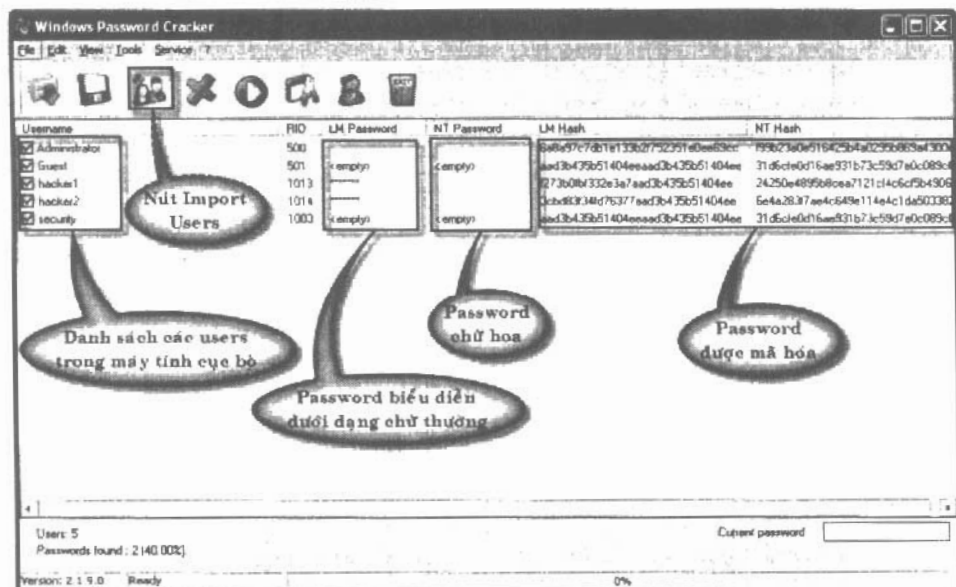 Windows Password Cracker
File Edit View Tools Service ?
Username RID LM Password NT Password LM Hash NT Hash
Administrator 500
Guest 501 <empty> <empty> aad3b435b51404eeaad3b435b51404ee
hacker1 1013 ******
hacker2 1014 ******
security 1003 <empty> <empty> aad3b435b51404eeaad3b435b51404ee
Nút Import
Users
Danh sách các users
trong máy tính cục bộ
Password biểu diễn
dưới dạng chữ thường
Password
chữ hoa
Password
được mã hóa
Users: 5
Passwords found : 2 (40.00%)
Current password
Version: 2.1.9.0 Ready 0%